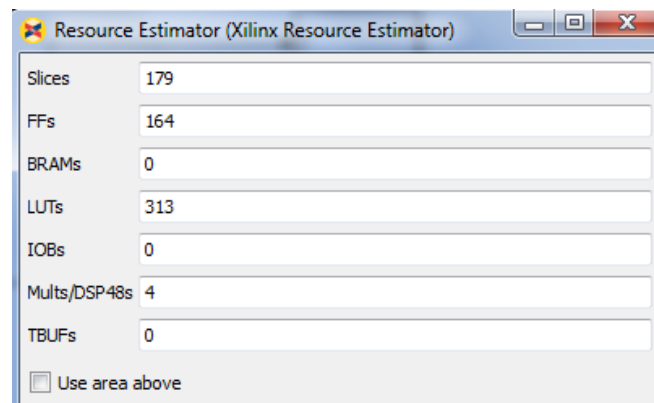 Resource Estimator (Xilinx Resource Estimator)
Slices 179
FFs 164
BRAMs 0
LUTs 313
IOBs 0
Mults/DSP48s 4
TBUFs 0
Use area above